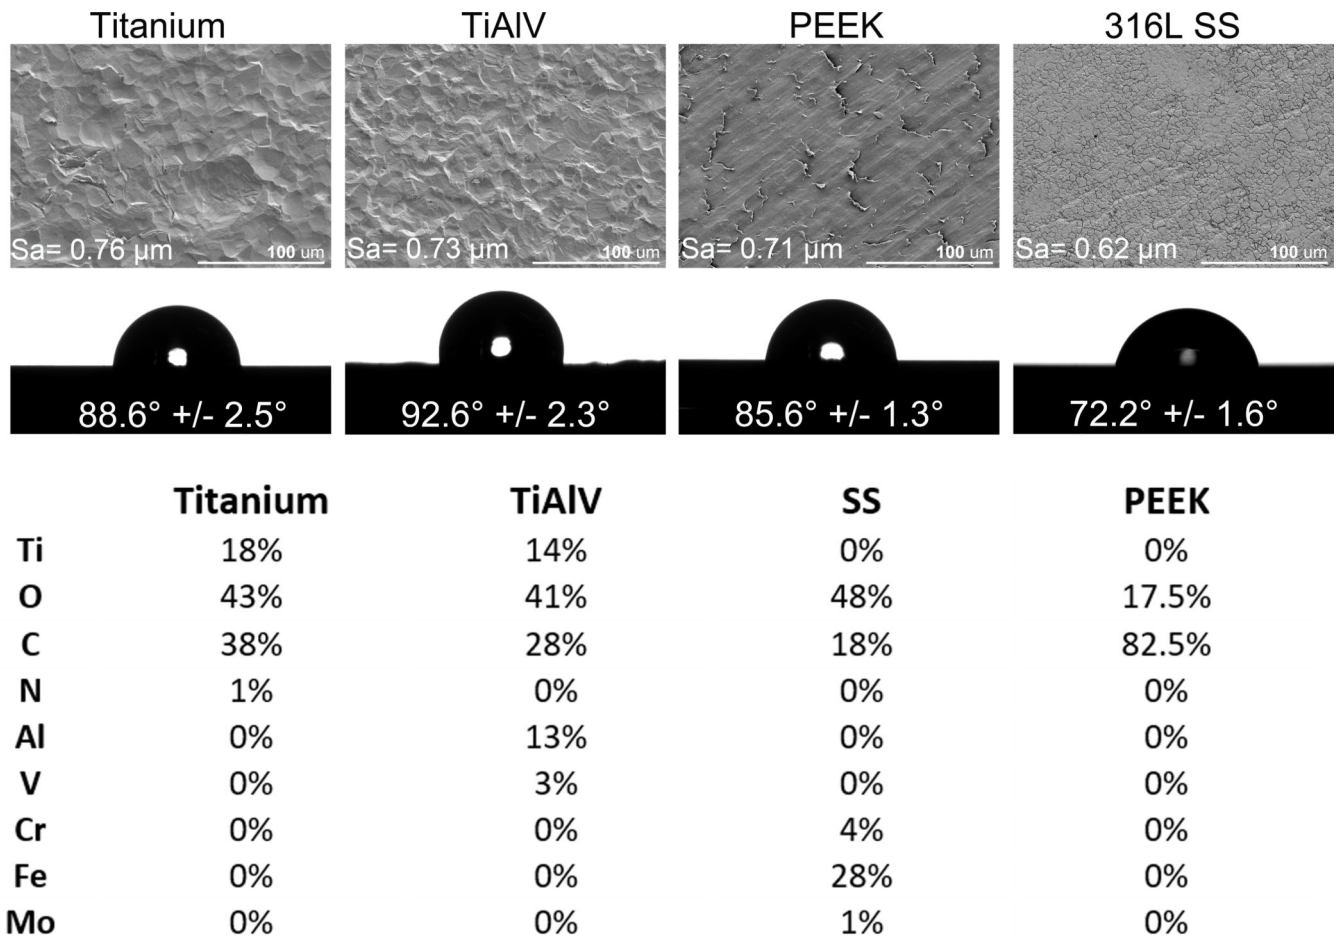 Titanium TiAlV PEEK 316L SS
Sa= 0.76 µm 100 um Sa= 0.73 µm 100 um Sa= 0.71 µm 100 um Sa= 0.62 µm 100 um
88.6° +/- 2.5° 92.6° +/- 2.3° 85.6° +/- 1.3° 72.2° +/- 1.6°
Titanium TiAlV SS PEEK
Ti 18% 14% 0% 0%
O 43% 41% 48% 17.5%
C 38% 28% 18% 82.5%
N 1% 0% 0% 0%
Al 0% 13% 0% 0%
V 0% 3% 0% 0%
Cr 0% 0% 4% 0%
Fe 0% 0% 28% 0%
Mo 0% 0% 1% 0%